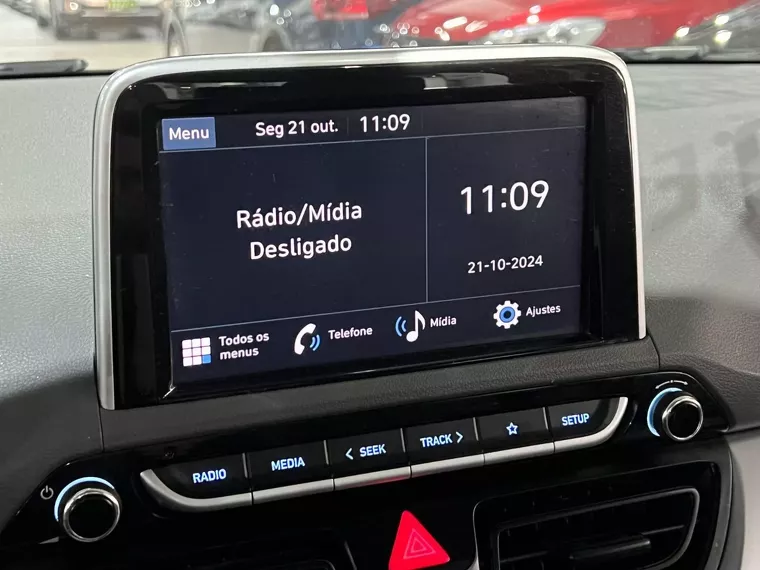 Menu
Seg 21 out. 11:09
Rádio/Mídia
Desligado
11:09
21-10-2024
Todos os
menus
Telefone
Mídia
Ajustes
RADIO
MEDIA
< SEEK
TRACK >
SETUP